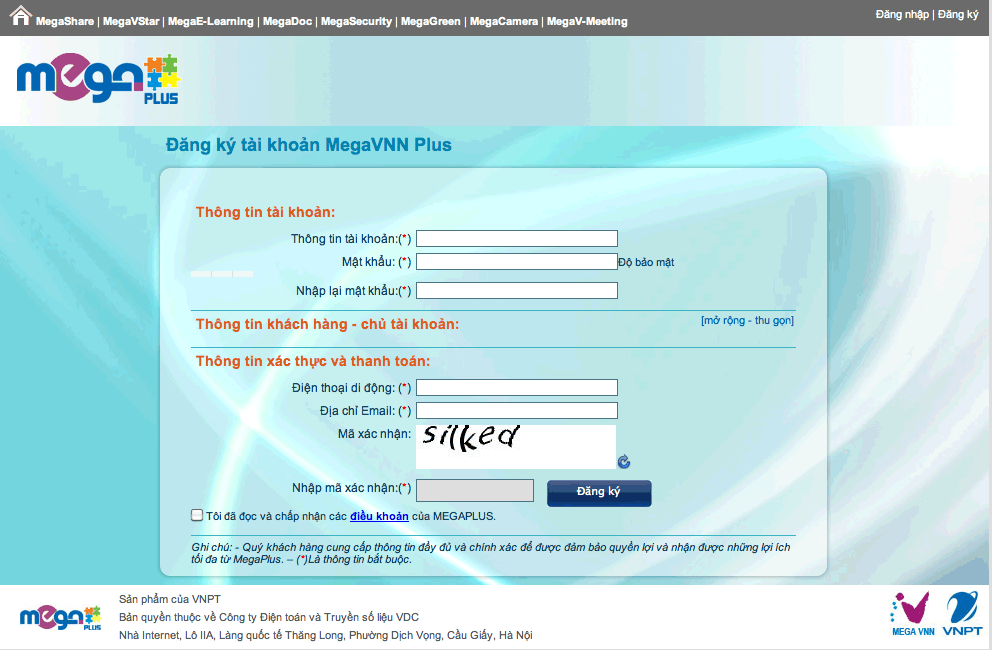 MegaShare | MegaVStar | MegaE-Learning | MegaDoc | MegaSecurity | MegaGreen | MegaCamera | MegaV-Meeting
Đăng nhập | Đăng ký
mega
PLUS
Đăng ký tài khoản MegaVNN Plus
Thông tin tài khoản:
Thông tin tài khoản:(*)
Mật khẩu: (*)
Độ bảo mật
Nhập lại mật khẩu:(*)
Thông tin khách hàng - chủ tài khoản:
[mở rộng - thu gọn]
Thông tin xác thực và thanh toán:
Điện thoại di động: (*)
Địa chỉ Email: (*)
Mã xác nhận:
silked
Nhập mã xác nhận:(*)
Đăng ký
Tôi đã đọc và chấp nhận các điều khoản của MEGAPLUS.
Ghi chú: - Quý khách hàng cung cấp thông tin đầy đủ và chính xác để được đảm bảo quyền lợi và nhận được những lợi ích
tối đa từ MegaPlus. – (*)Là thông tin bắt buộc.
mega
PLUS
Sản phẩm của VNPT
Bản quyền thuộc về Công ty Điện toán và Truyền số liệu VDC
Nhà Internet, Lô IIA, Làng quốc tế Thăng Long, Phường Dịch Vọng, Cầu Giấy, Hà Nội
MEGA VNN
VNPT